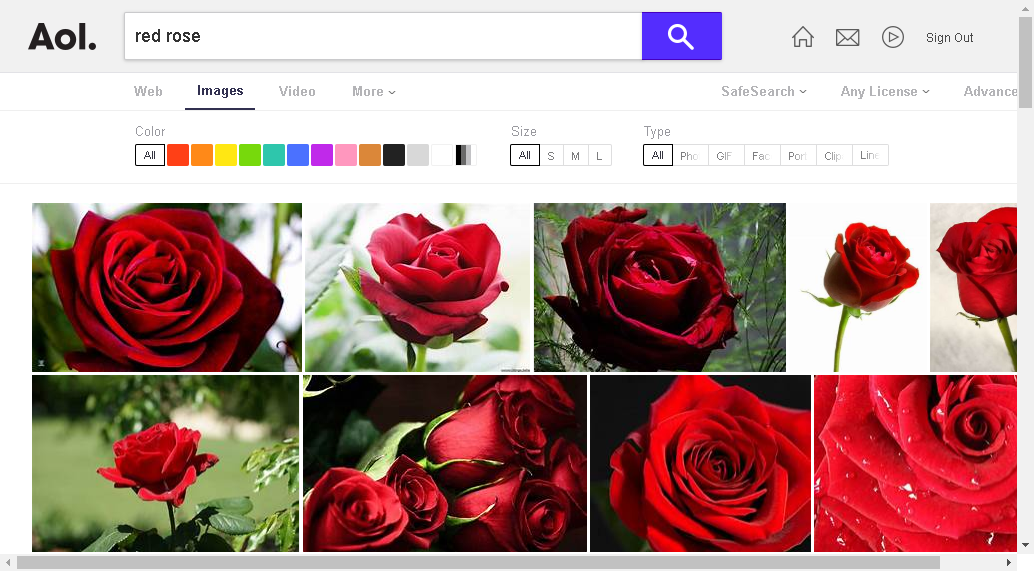 Aol.
red rose
Sign Out
Web
Images
Video
More
SafeSearch
Any License
Advance
Color
Size
Type
All
All
S
M
L
All
Pho
GIF
Fac
Por
Clip
Line